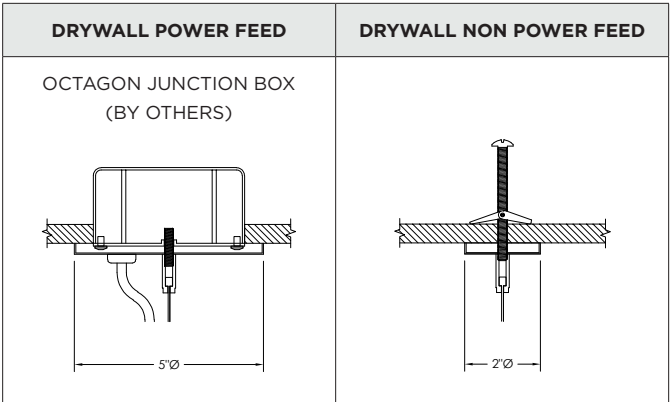 DRYWALL POWER FEED
DRYWALL NON POWER FEED
OCTAGON JUNCTION BOX
(BY OTHERS)
5"Ø
2"Ø